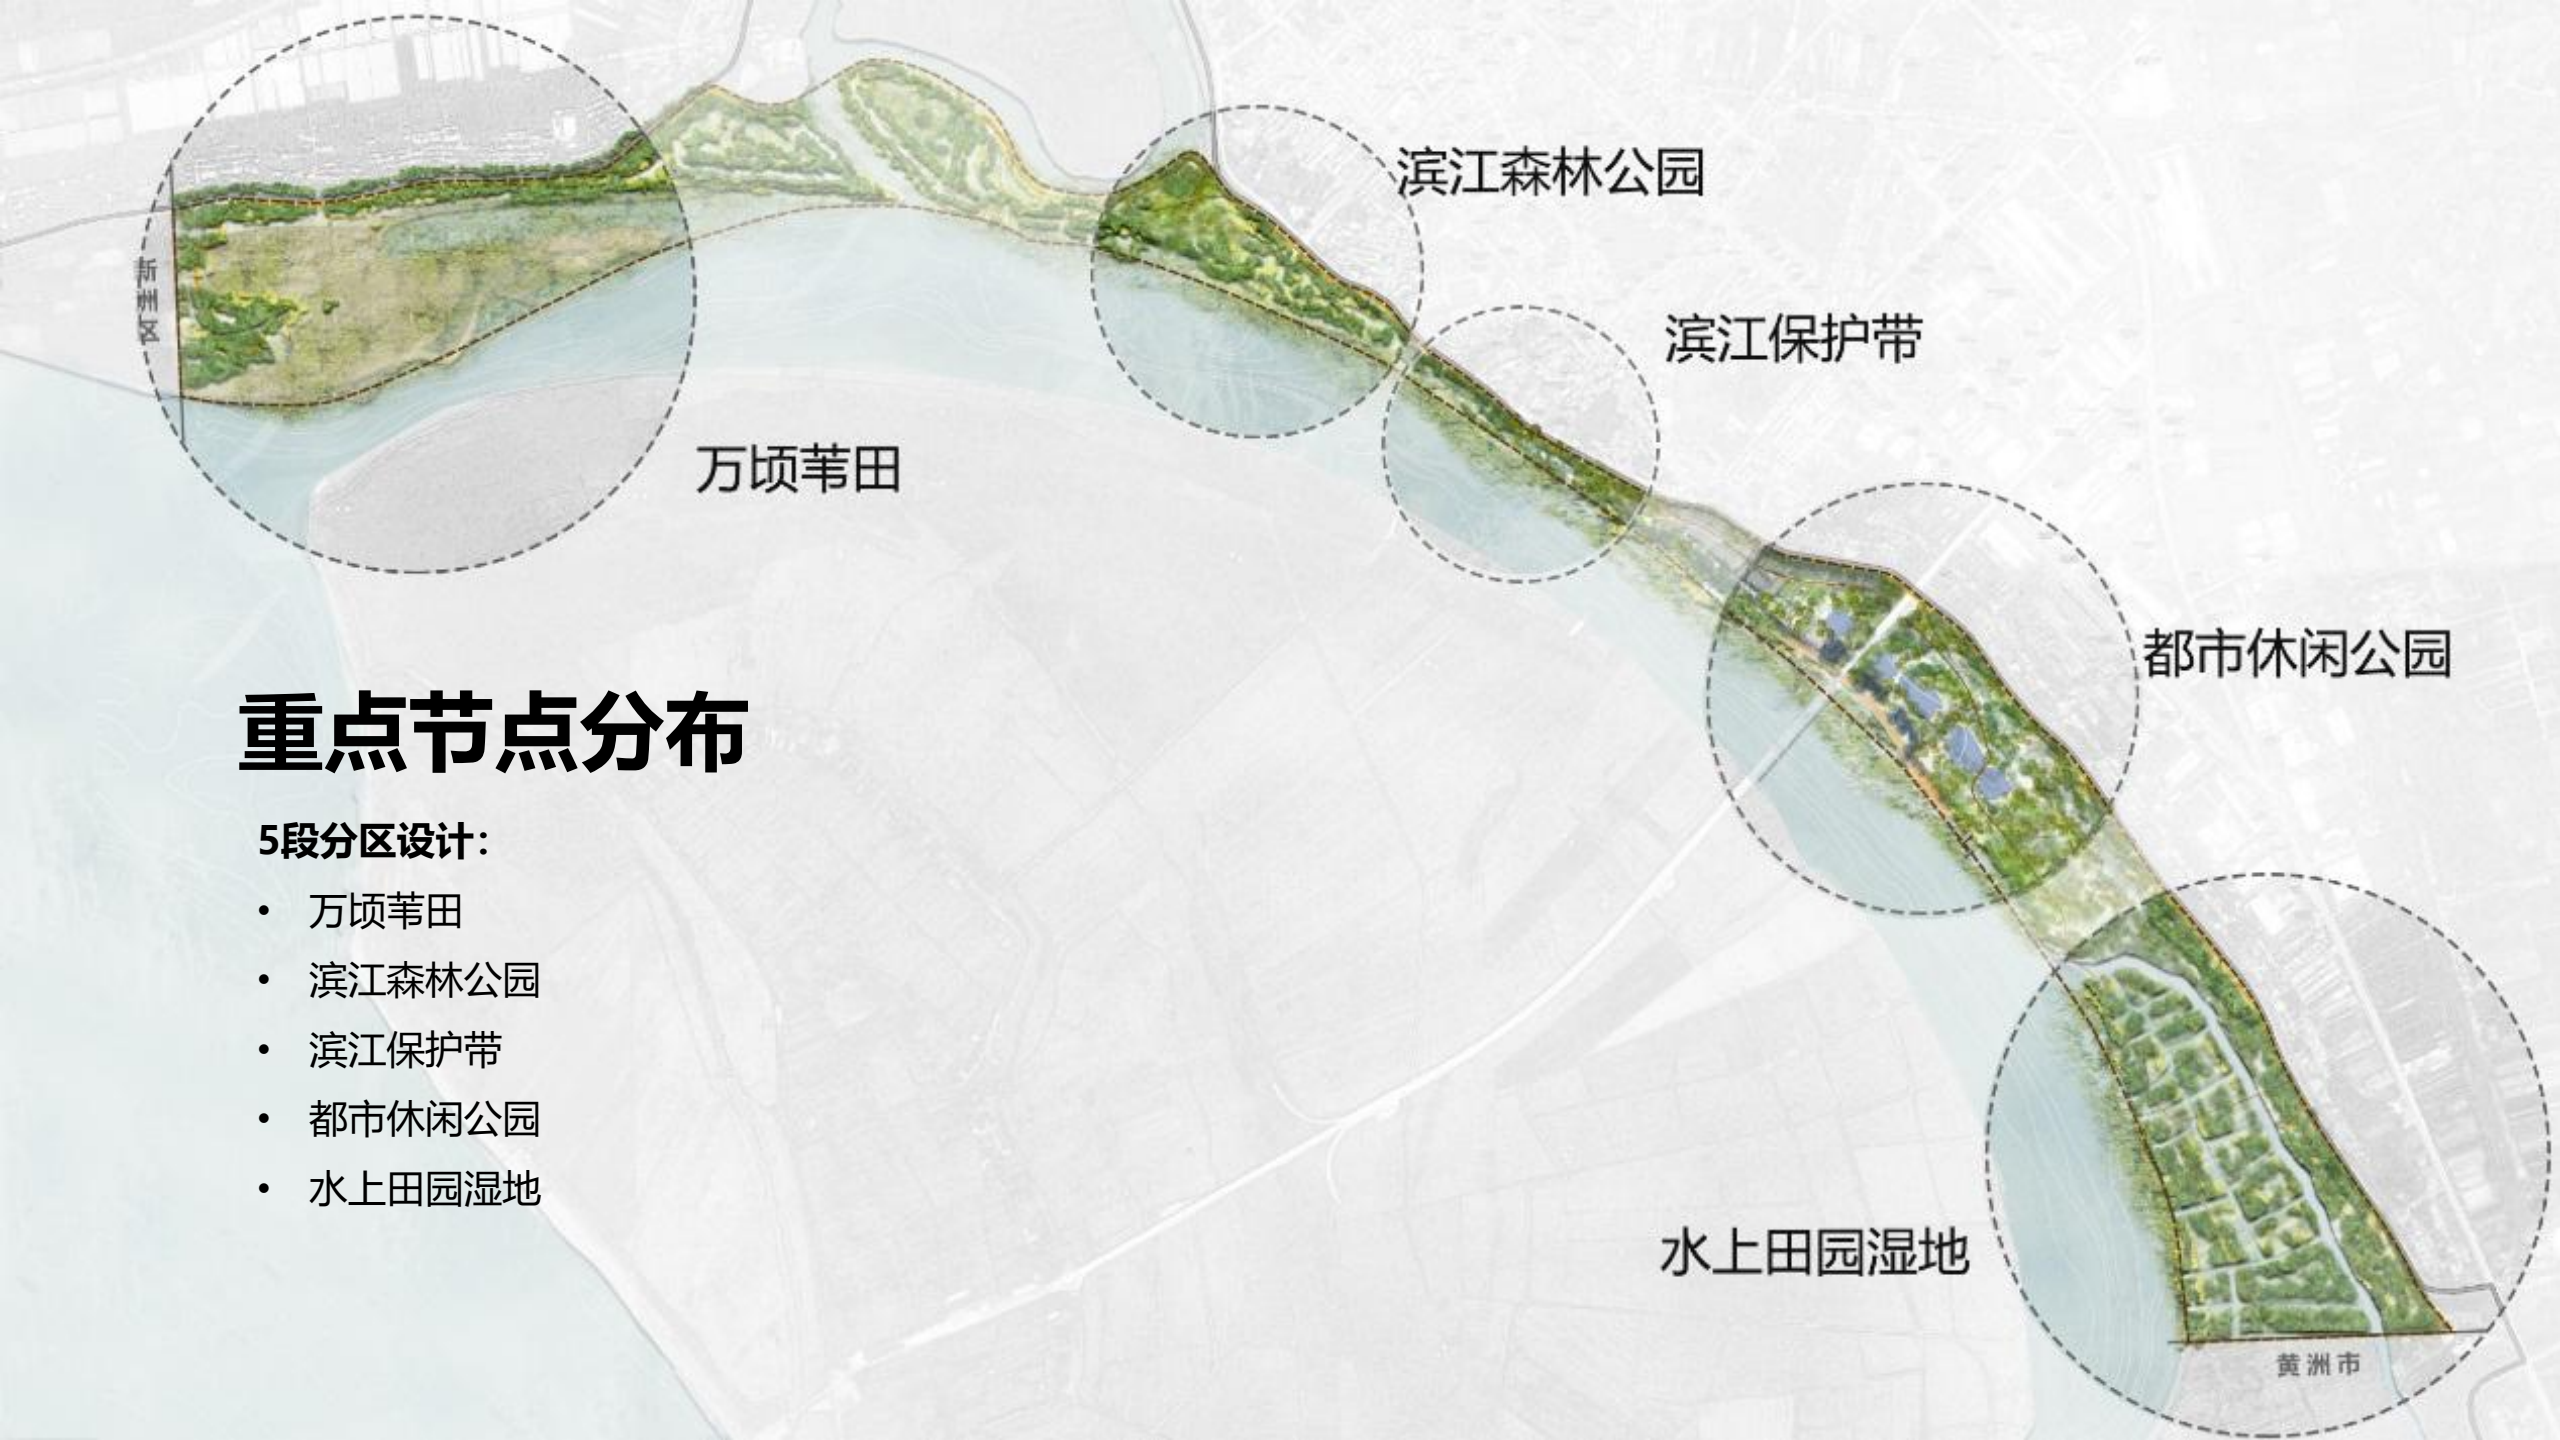 滨江森林公园
新洲区
滨江保护带
万顷苇田
都市休闲公园
重点节点分布
5段分区设计：
• 万顷苇田
• 滨江森林公园
• 滨江保护带
• 都市休闲公园
• 水上田园湿地
水上田园湿地
黄洲市